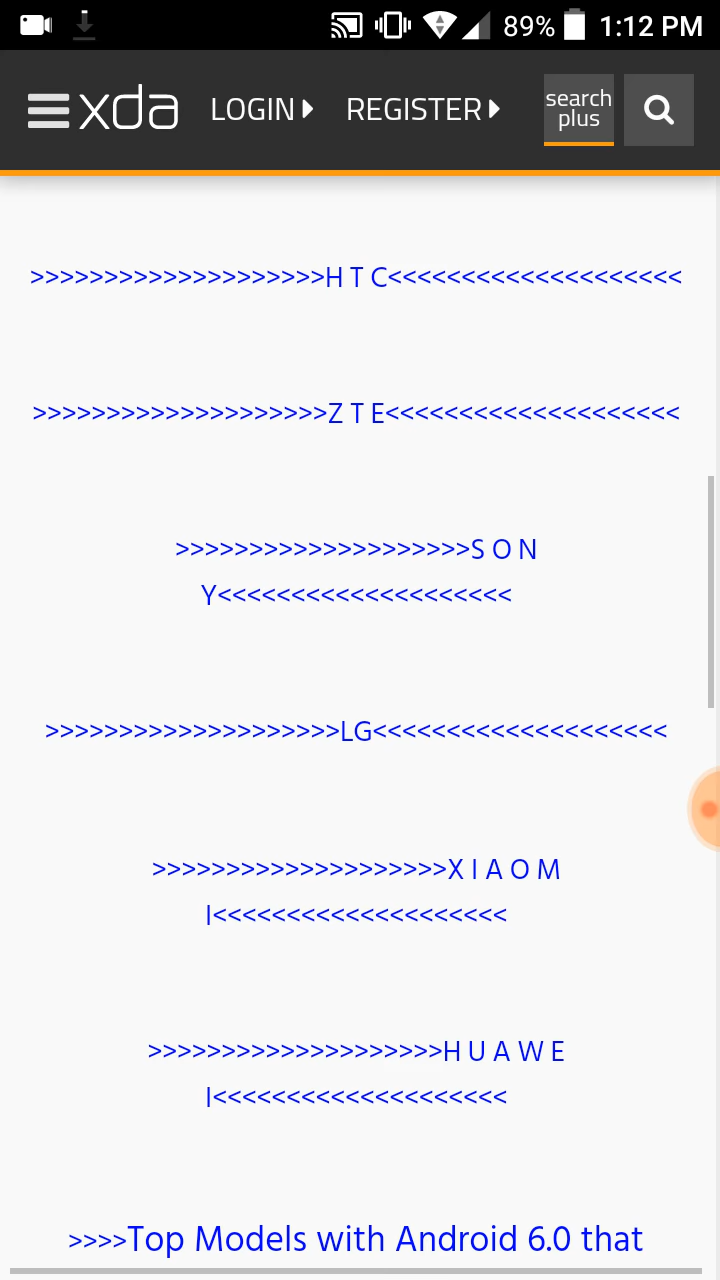 89% 1:12 PM
xda LOGIN REGISTER search plus
>>>>>>>>>>>>>>>>>>>>H T C<<<<<<<<<<<<<<<<<<<<
>>>>>>>>>>>>>>>>>>>>Z T E<<<<<<<<<<<<<<<<<<<<
>>>>>>>>>>>>>>>>>>>>S O N
Y<<<<<<<<<<<<<<<<<<<<
>>>>>>>>>>>>>>>>>>>>LG<<<<<<<<<<<<<<<<<<<<
>>>>>>>>>>>>>>>>>>>>X I A O M
I<<<<<<<<<<<<<<<<<<<<
>>>>>>>>>>>>>>>>>>>>H U A W E
I<<<<<<<<<<<<<<<<<<<<
>>>>Top Models with Android 6.0 that